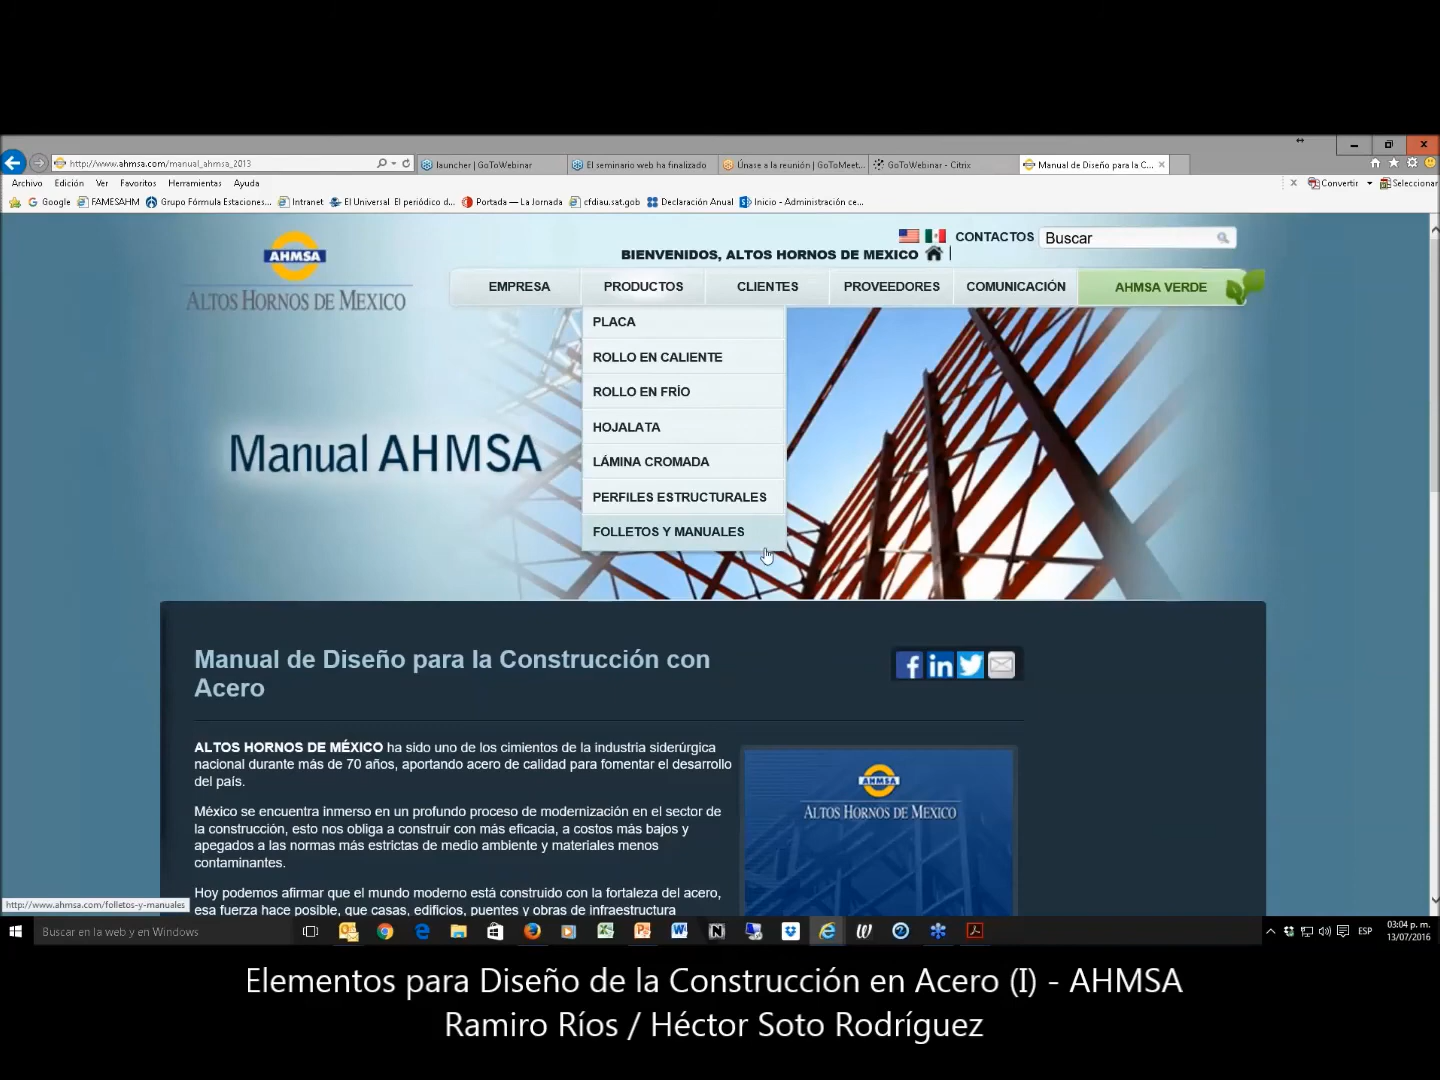 http://www.ahmsa.com/manual_ahmsa_2013
launcher | GoToWebinar
El seminario web ha finalizado
Únase a la reunión | GoToMeet...
GoToWebinar - Citrix
Manual de Diseño para la C...
Archivo Edición Ver Favoritos Herramientas Ayuda
Convertir
Seleccionar
Google
FAMESAHM
Grupo Fórmula Estaciones...
Intranet
El Universal El periódico d...
Portada — La Jornada
cfdiau.sat.gob
Declaración Anual
Inicio - Administración ce...
AHMSA
ALTOS HORNOS DE MÉXICO
CONTACTOS
Buscar
BIENVENIDOS, ALTOS HORNOS DE MEXICO
EMPRESA
PRODUCTOS
CLIENTES
PROVEEDORES
COMUNICACIÓN
AHMSA VERDE
PLACA
ROLLO EN CALIENTE
ROLLO EN FRÍO
HOJALATA
LÁMINA CROMADA
PERFILES ESTRUCTURALES
FOLLETOS Y MANUALES
Manual AHMSA
Manual de Diseño para la Construcción con
Acero
ALTOS HORNOS DE MÉXICO ha sido uno de los cimientos de la industria siderúrgica
nacional durante más de 70 años, aportando acero de calidad para fomentar el desarrollo
del país.
México se encuentra inmerso en un profundo proceso de modernización en el sector de
la construcción, esto nos obliga a construir con más eficacia, a costos más bajos y
apegados a las normas más estrictas de medio ambiente y materiales menos
contaminantes.
Hoy podemos afirmar que el mundo moderno está construido con la fortaleza del acero,
esa fuerza hace posible, que casas, edificios, puentes y obras de infraestructura
AHMSA
ALTOS HORNOS DE MÉXICO
http://www.ahmsa.com/folletos-y-manuales
Buscar en la web y en Windows
ESP
03:04 p. m.
13/07/2016
Elementos para Diseño de la Construcción en Acero (I) - AHMSA
Ramiro Ríos / Héctor Soto Rodríguez